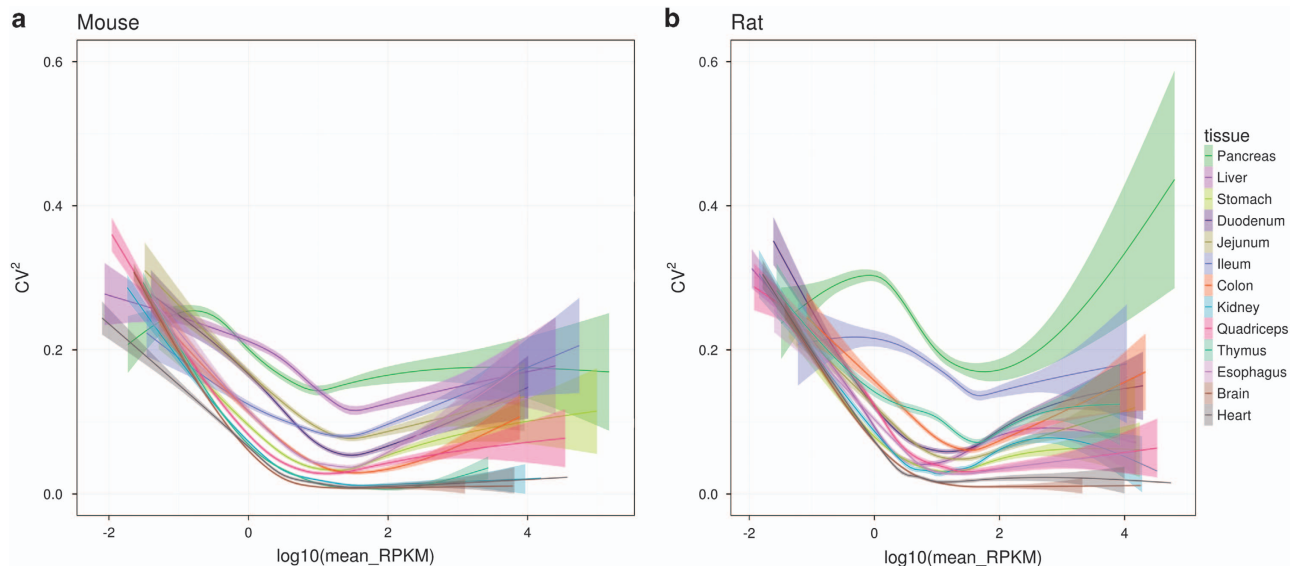 a Mouse
CV²
0.6
0.4
0.2
0.0
-2 0 2 4
log10(mean_RPKM)
b Rat
CV²
0.6
0.4
0.2
0.0
-2 0 2 4
log10(mean_RPKM)
tissue
Pancreas
Liver
Stomach
Duodenum
Jejunum
Ileum
Colon
Kidney
Quadriceps
Thymus
Esophagus
Brain
Heart